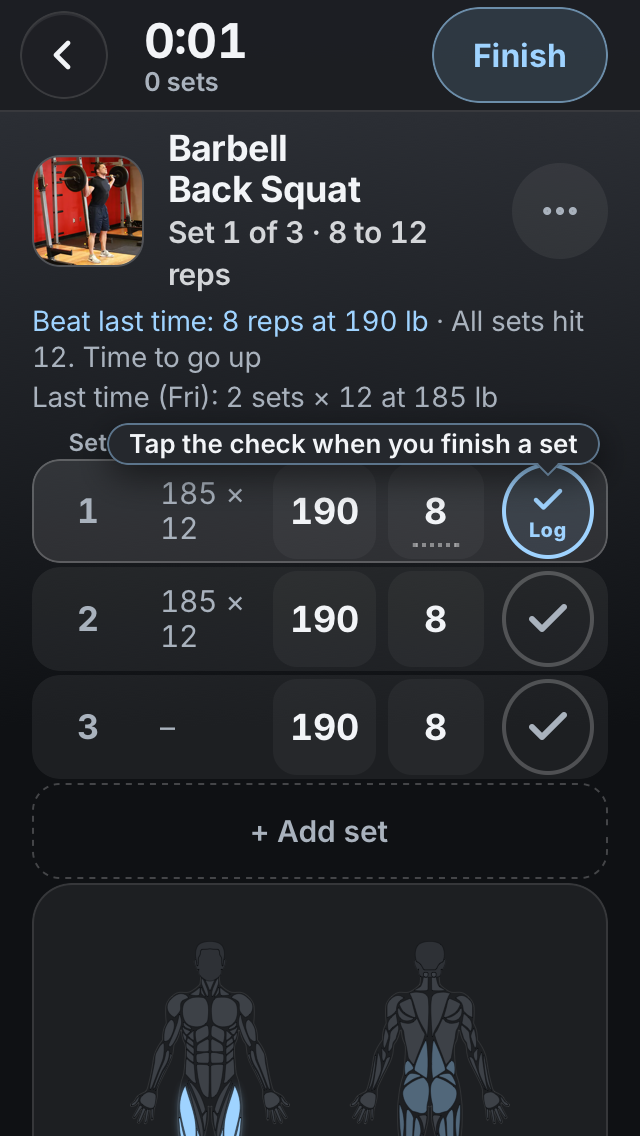 0:01
0 sets
Finish
Barbell
Back Squat
Set 1 of 3 · 8 to 12
reps
Beat last time: 8 reps at 190 lb · All sets hit
12. Time to go up
Last time (Fri): 2 sets × 12 at 185 lb
Set
Tap the check when you finish a set
1 185 × 12 190 8 Log
2 185 × 12 190 8
3 – 190 8
+ Add set